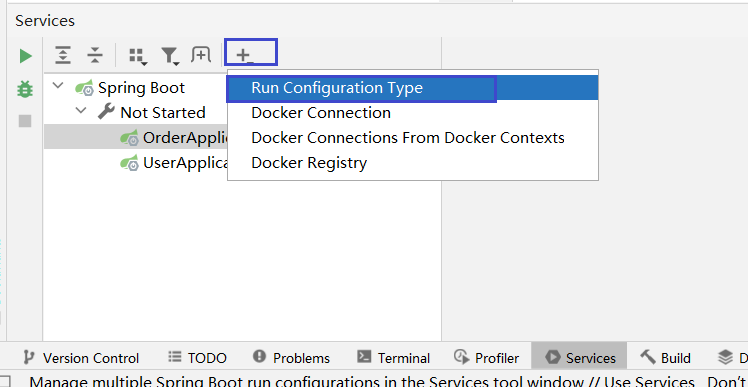 Services
Spring Boot
Run Configuration Type
Not Started
Docker Connection
OrderApplic
Docker Connections From Docker Contexts
UserApplica
Docker Registry
Version Control TODO Problems Terminal Profiler Services Build D
Manage multiple Spring Boot run configurations in the Services tool window // Use Services Don't